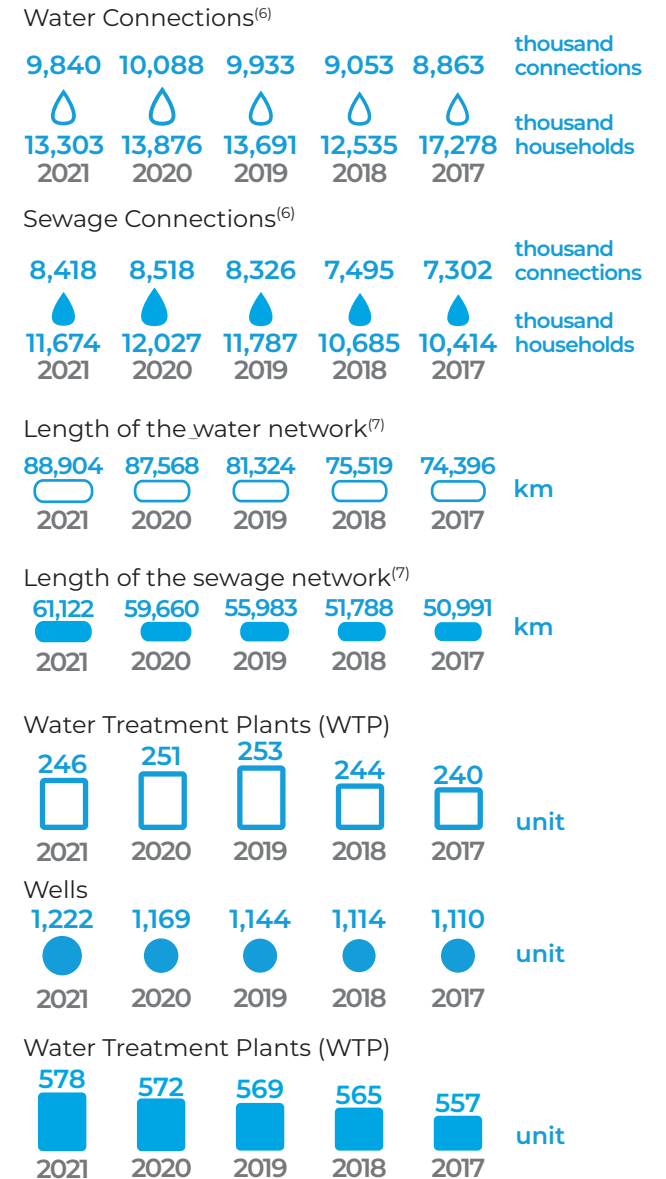 Water Connections(6)
9,840 10,088 9,933 9,053 8,863 thousand connections
13,303 13,876 13,691 12,535 17,278 thousand households
2021 2020 2019 2018 2017
Sewage Connections(6)
8,418 8,518 8,326 7,495 7,302 thousand connections
11,674 12,027 11,787 10,685 10,414 thousand households
2021 2020 2019 2018 2017
Length of the water network(7)
88,904 87,568 81,324 75,519 74,396 km
2021 2020 2019 2018 2017
Length of the sewage network(7)
61,122 59,660 55,983 51,788 50,991 km
2021 2020 2019 2018 2017
Water Treatment Plants (WTP)
246 251 253 244 240 unit
2021 2020 2019 2018 2017
Wells
1,222 1,169 1,144 1,114 1,110 unit
2021 2020 2019 2018 2017
Water Treatment Plants (WTP)
578 572 569 565 557 unit
2021 2020 2019 2018 2017